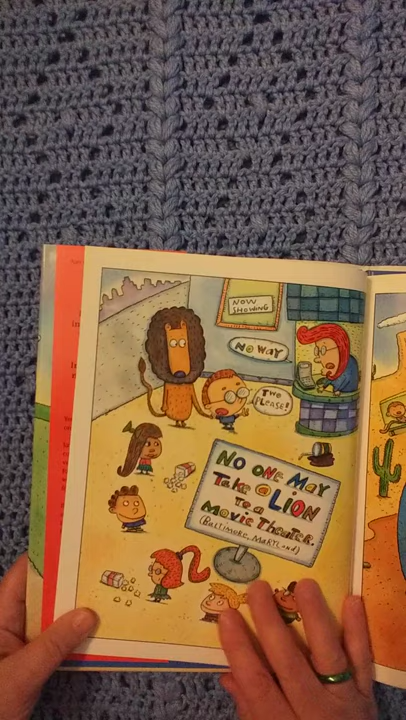 NOW
SHOWING
NO WAY
TWO
PLEASE!
NO ONE MAY
TaKe a LION
To a
MOVIE THeaTeR.
(BaLTIMORE, MaRYLaND)